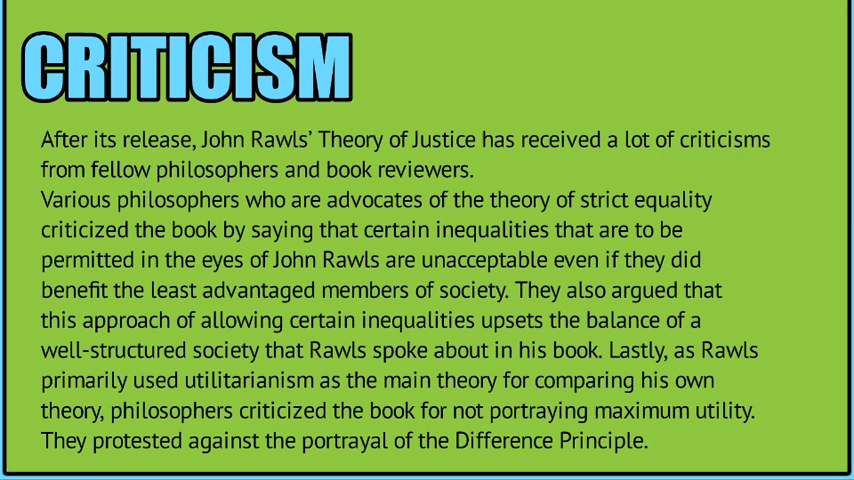 CRITICISM
After its release, John Rawls’ Theory of Justice has received a lot of criticisms
from fellow philosophers and book reviewers.
Various philosophers who are advocates of the theory of strict equality
criticized the book by saying that certain inequalities that are to be
permitted in the eyes of John Rawls are unacceptable even if they did
benefit the least advantaged members of society. They also argued that
this approach of allowing certain inequalities upsets the balance of a
well-structured society that Rawls spoke about in his book. Lastly, as Rawls
primarily used utilitarianism as the main theory for comparing his own
theory, philosophers criticized the book for not portraying maximum utility.
They protested against the portrayal of the Difference Principle.